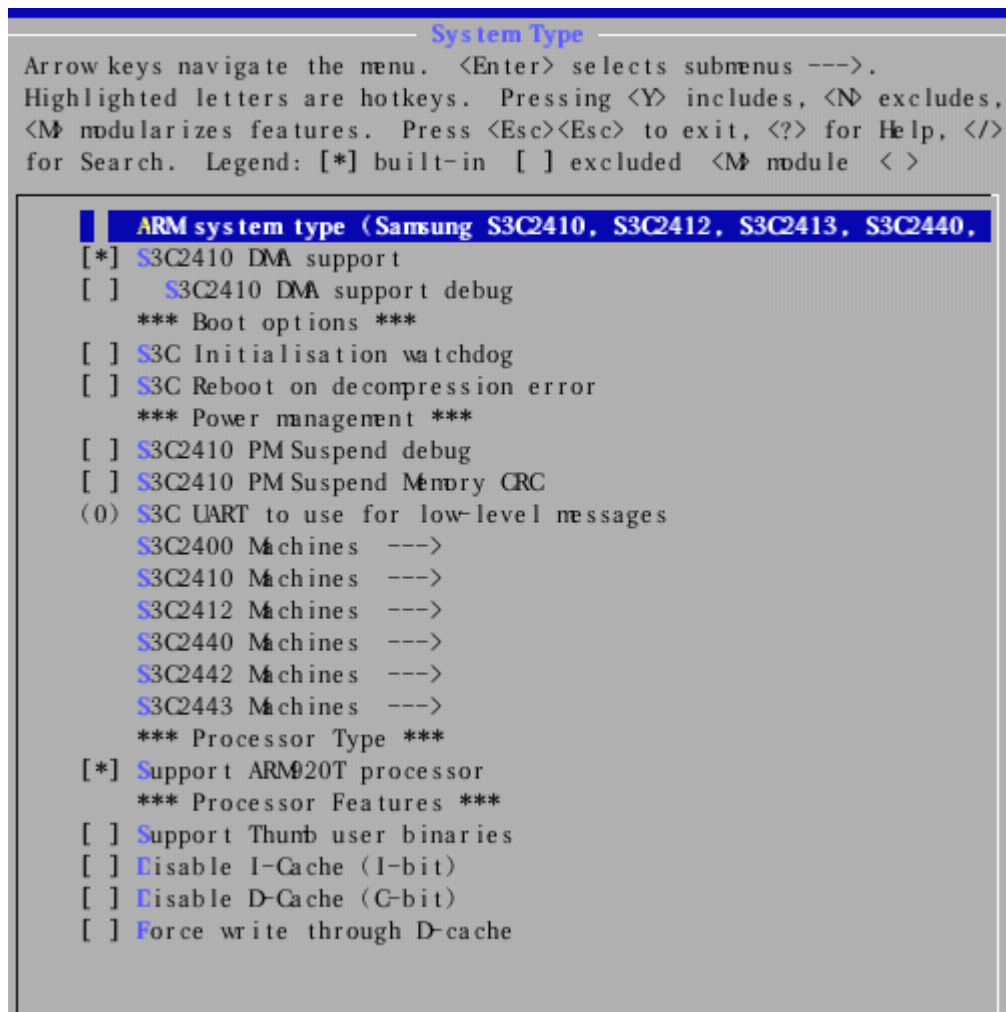 System Type
Arrow keys navigate the menu. <Enter> selects submenus --->.
Highlighted letters are hotkeys. Pressing <Y> includes, <N> excludes,
<M> modularizes features. Press <Esc><Esc> to exit, <?> for Help, </>
for Search. Legend: [*] built-in [ ] excluded <M> module < >
ARM system type (Samsung S3C2410, S3C2412, S3C2413, S3C2440,
[*] S3C2410 DMA support
[ ] S3C2410 DMA support debug
*** Boot options ***
[ ] S3C Initialisation watchdog
[ ] S3C Reboot on decompression error
*** Power management ***
[ ] S3C2410 PM Suspend debug
[ ] S3C2410 PM Suspend Memory CRC
(0) S3C UART to use for low-level messages
S3C2400 Machines --->
S3C2410 Machines --->
S3C2412 Machines --->
S3C2440 Machines --->
S3C2442 Machines --->
S3C2443 Machines --->
*** Processor Type ***
[*] Support ARM920T processor
*** Processor Features ***
[ ] Support Thumb user binaries
[ ] Disable I-Cache (I-bit)
[ ] Disable D-Cache (C-bit)
[ ] Force write through D-cache